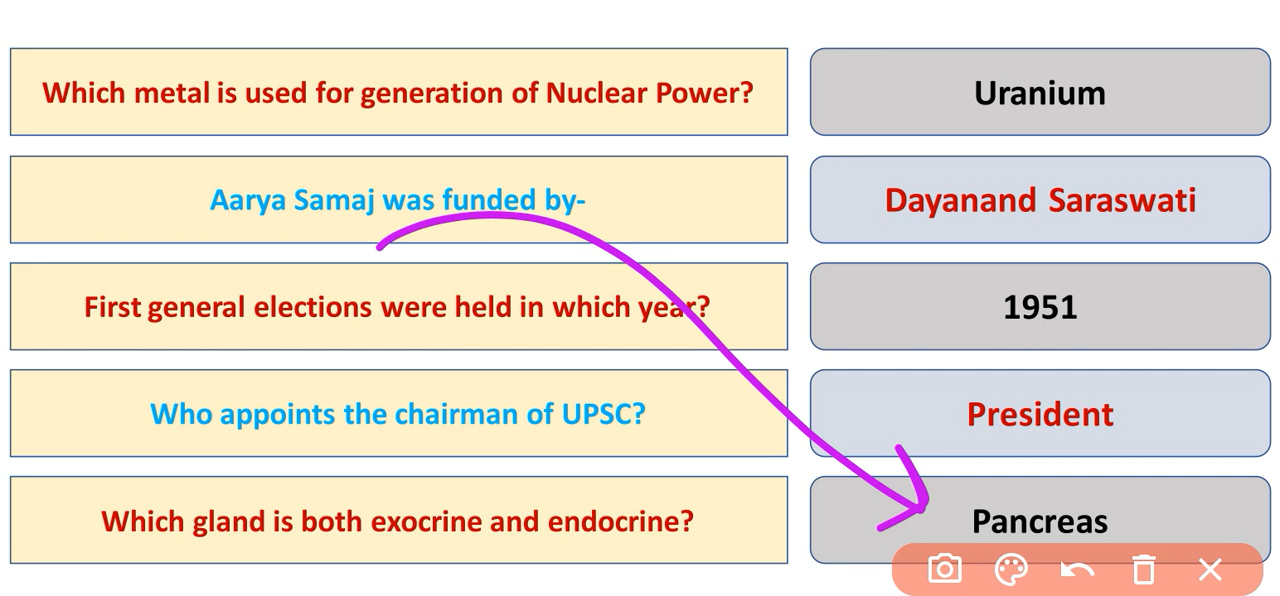 Which metal is used for generation of Nuclear Power?
Uranium
Aarya Samaj was funded by-
Dayanand Saraswati
First general elections were held in which year?
1951
Who appoints the chairman of UPSC?
President
Which gland is both exocrine and endocrine?
Pancreas